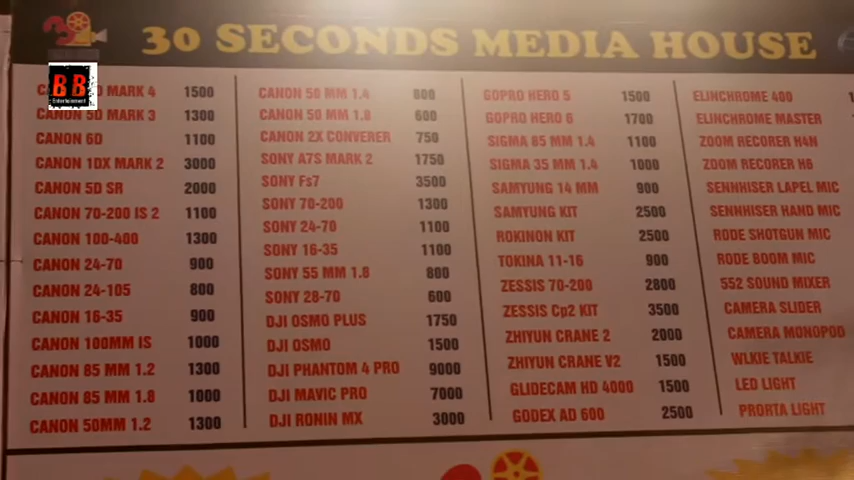 30 SECONDS MEDIA HOUSE
BB
Entertainment
MARK 4 1500
CANON 5D MARK 3 1300
CANON 6D 1100
CANON 1DX MARK 2 3000
CANON 5D SR 2000
CANON 70-200 IS 2 1100
CANON 100-400 1300
CANON 24-70 900
CANON 24-105 800
CANON 16-35 900
CANON 100MM IS 1000
CANON 85 MM 1.2 1300
CANON 85 MM 1.8 1000
CANON 50MM 1.2 1300
CANON 50 MM 1.4 800
CANON 50 MM 1.8 600
CANON 2X CONVERER 750
SONY A7S MARK 2 1750
SONY Fs7 3500
SONY 70-200 1300
SONY 24-70 1100
SONY 16-35 1100
SONY 55 MM 1.8 800
SONY 28-70 600
DJI OSMO PLUS 1750
DJI OSMO 1500
DJI PHANTOM 4 PRO 9000
DJI MAVIC PRO 7000
DJI RONIN MX 3000
GOPRO HERO 5 1500
GOPRO HERO 6 1700
SIGMA 85 MM 1.4 1100
SIGMA 35 MM 1.4 1000
SAMYUNG 14 MM 900
SAMYUNG KIT 2500
ROKINON KIT 2500
TOKINA 11-16 900
ZESSIS 70-200 2800
ZESSIS Cp2 KIT 3500
ZHIYUN CRANE 2 2000
ZHIYUN CRANE V2 1500
GLIDECAM HD 4000 1500
GODEX AD 600 2500
ELINCHROME 400
ELINCHROME MASTER
ZOOM RECORER H4N
ZOOM RECORER H6
SENNHISER LAPEL MIC
SENNHISER HAND MIC
RODE SHOTGUN MIC
RODE BOOM MIC
552 SOUND MIXER
CAMERA SLIDER
CAMERA MONOPOD
WLKIE TALKIE
LED LIGHT
PRORTA LIGHT